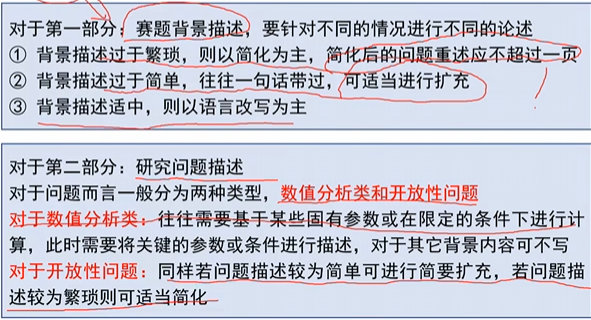 对于第一部分：赛题背景描述，要针对不同的情况进行不同的论述
① 背景描述过于繁琐，则以简化为主，简化后的问题重述应不超过一页
② 背景描述过于简单，往往一句话带过，可适当进行扩充
③ 背景描述适中，则以语言改写为主
对于第二部分：研究问题描述
对于问题而言一般分为两种类型，数值分析类和开放性问题
对于数值分析类：往往需要基于某些固有参数或在限定的条件下进行计
算，此时需要将关键的参数或条件进行描述，对于其它背景内容可不写
对于开放性问题：同样若问题描述较为简单可进行简要扩充，若问题描
述较为繁琐则可适当简化